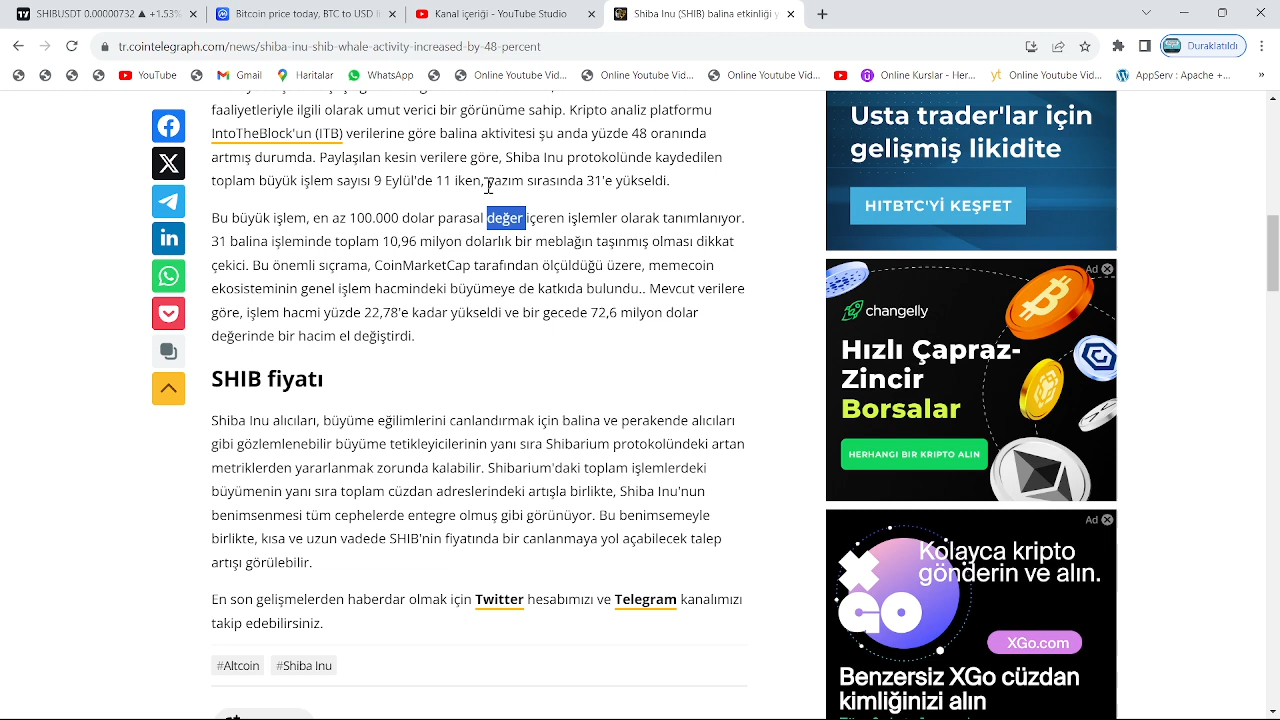 SHIBUSDT 0.00000732 ▲ +1.53%
Bitcoin price today, BTC to USD l
Kanal içeriği - YouTube
Shiba Inu (SHIB) balina etkinliği y
tr.cointelegraph.com/news/shiba-inu-shib-whale-activity-increased-by-48-percent
Duraklatıldı
YouTube
Gmail
Haritalar
WhatsApp
Online Youtube Vid...
Online Youtube Vid...
Online Youtube Vid...
Online Kurslar - Her...
Online Youtube Vid...
AppServ : Apache +...
»
faaliyetleriyle ilgili olarak umut verici bir görünüme sahip. Kripto analiz platformu
IntoTheBlock'un (ITB) verilerine göre balina aktivitesi şu anda yüzde 48 oranında
artmış durumda. Paylaşılan kesin verilere göre, Shiba Inu protokolünde kaydedilen
toplam büyük işlem sayısı 9 Eylül'de 11 iken, yazım sırasında 31'e yükseldi.
Bu büyük işlemler, en az 100.000 dolar parasal değer içeren işlemler olarak tanımlanıyor.
31 balina işleminde toplam 11,06 milyon dolarlık bir meblağın taşınmış olması dikkat
çekici. Bu önemli sıçrama, CoinMarketCap tarafından ölçüldüğü üzere, memecoin
ekosisteminin genel işlem hacmindeki büyümeye de katkıda bulundu.. Mevcut verilere
göre, işlem hacmi yüzde 12,73'e kadar yükseldi ve bir gecede 72,6 milyon dolar
değerinde bir hacim el değiştirdi.
SHIB fiyatı
Shiba Inu alıcıları, büyüme eğilimlerini canlandırmak için balina ve perakende alıcıları
gibi gözlemlenebilir büyüme tetikleyicilerinin yanı sıra Shibarium protokolündeki artan
işlemlerden yararlanmak zorunda kalabilir. Shibarium'daki toplam işlemlerdeki
büyümenin yanı sıra toplam cüzdan adreslerindeki artışla birlikte, Shiba Inu'nun
benimsenmesi token ekosistemine entegre olmuş gibi görünüyor. Bu benimsemeyle
birlikte, kısa ve uzun vadede SHIB'nin fiyatında bir canlanmaya yol açabilecek talep
artışı görülebilir.
En son gelişmelerden haberdar olmak için Twitter hesabımızı ve Telegram kanalımızı
takip edebilirsiniz.
#Altcoin
#Shiba Inu
Usta trader'lar için
gelişmiş likidite
HITBTC'Yİ KEŞFET
Ad
changelly
Hızlı Çapraz-
Zincir
Borsalar
HERHANGI BIR KRIPTO ALIN
Ad
Kolayca kripto
gönderin ve alın.
X
GO
XGo.com
Benzersiz XGo cüzdan
kimliğinizi alın